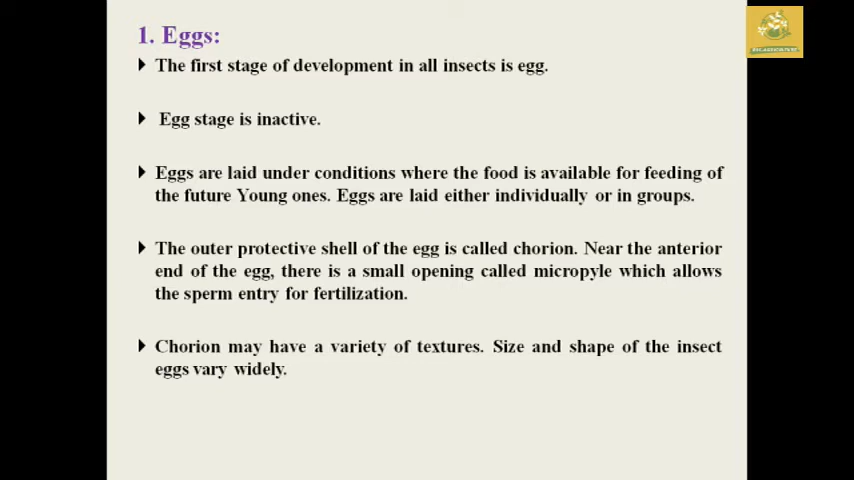 1. Eggs:
The first stage of development in all insects is egg.
Egg stage is inactive.
Eggs are laid under conditions where the food is available for feeding of
the future Young ones. Eggs are laid either individually or in groups.
The outer protective shell of the egg is called chorion. Near the anterior
end of the egg, there is a small opening called micropyle which allows
the sperm entry for fertilization.
Chorion may have a variety of textures. Size and shape of the insect
eggs vary widely.